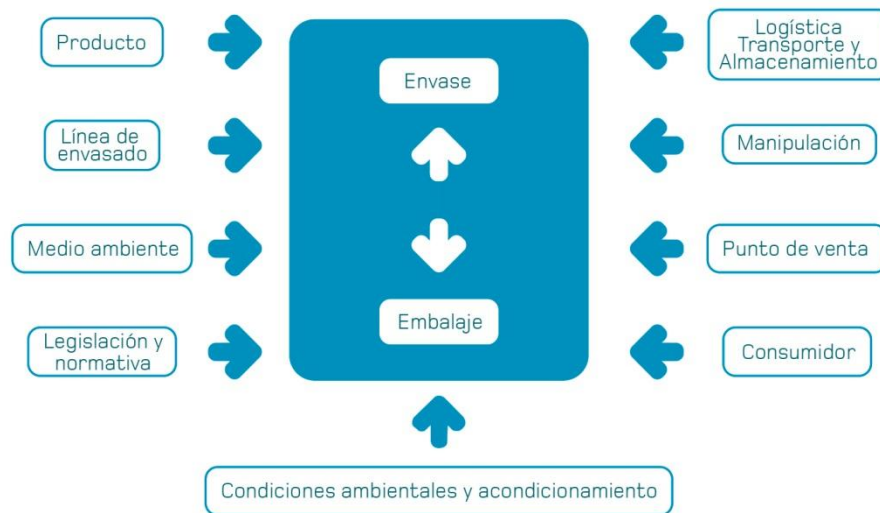 Producto
Línea de
envasado
Medio ambiente
Legislación y
normativa
Envase
Embalaje
Logística
Transporte y
Almacenamiento
Manipulación
Punto de venta
Consumidor
Condiciones ambientales y acondicionamiento